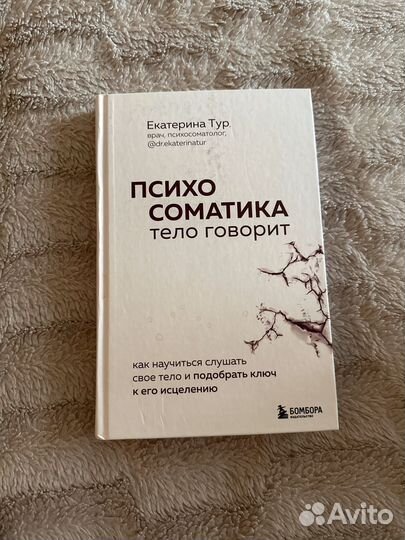 Екатерина Тур,
врач, психосоматолог,
@dr.ekaterinatur
ПСИХО
СОМАТИКА
тело говорит
как научиться слушать
свое тело и подобрать ключ
к его исцелению
БОМБОРА
издательство
Avito